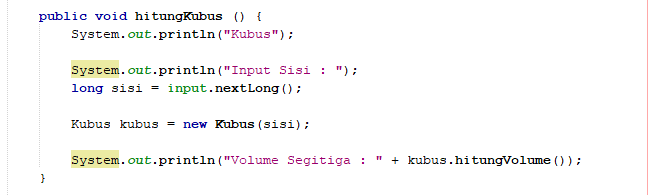 public void hitungKubus () {
System.out.println("Kubus");
System.out.println("Input Sisi : ");
long sisi = input.nextLong();
Kubus kubus = new Kubus(sisi);
System.out.println("Volume Segitiga : " + kubus.hitungVolume());
}